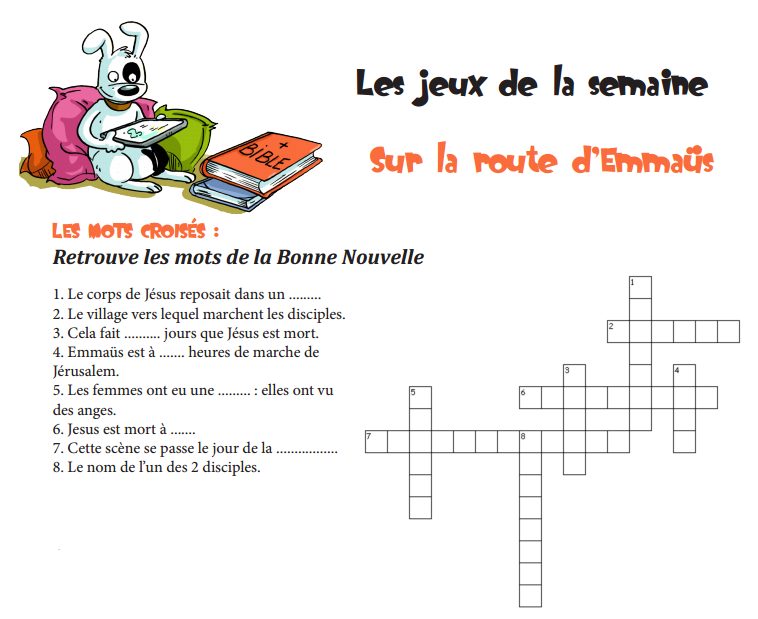 Les jeux de la semaine
BIBLE
Sur la route d'Emmaüs
LES MOTS CROISÉS :
Retrouve les mots de la Bonne Nouvelle
1. Le corps de Jésus reposait dans un .........
2. Le village vers lequel marchent les disciples.
3. Cela fait .......... jours que Jésus est mort.
4. Emmaüs est à ....... heures de marche de
Jérusalem.
5. Les femmes ont eu une ......... : elles ont vu
des anges.
6. Jesus est mort à .......
7. Cette scène se passe le jour de la .................
8. Le nom de l'un des 2 disciples.
1
2
3
4
5
6
7
8